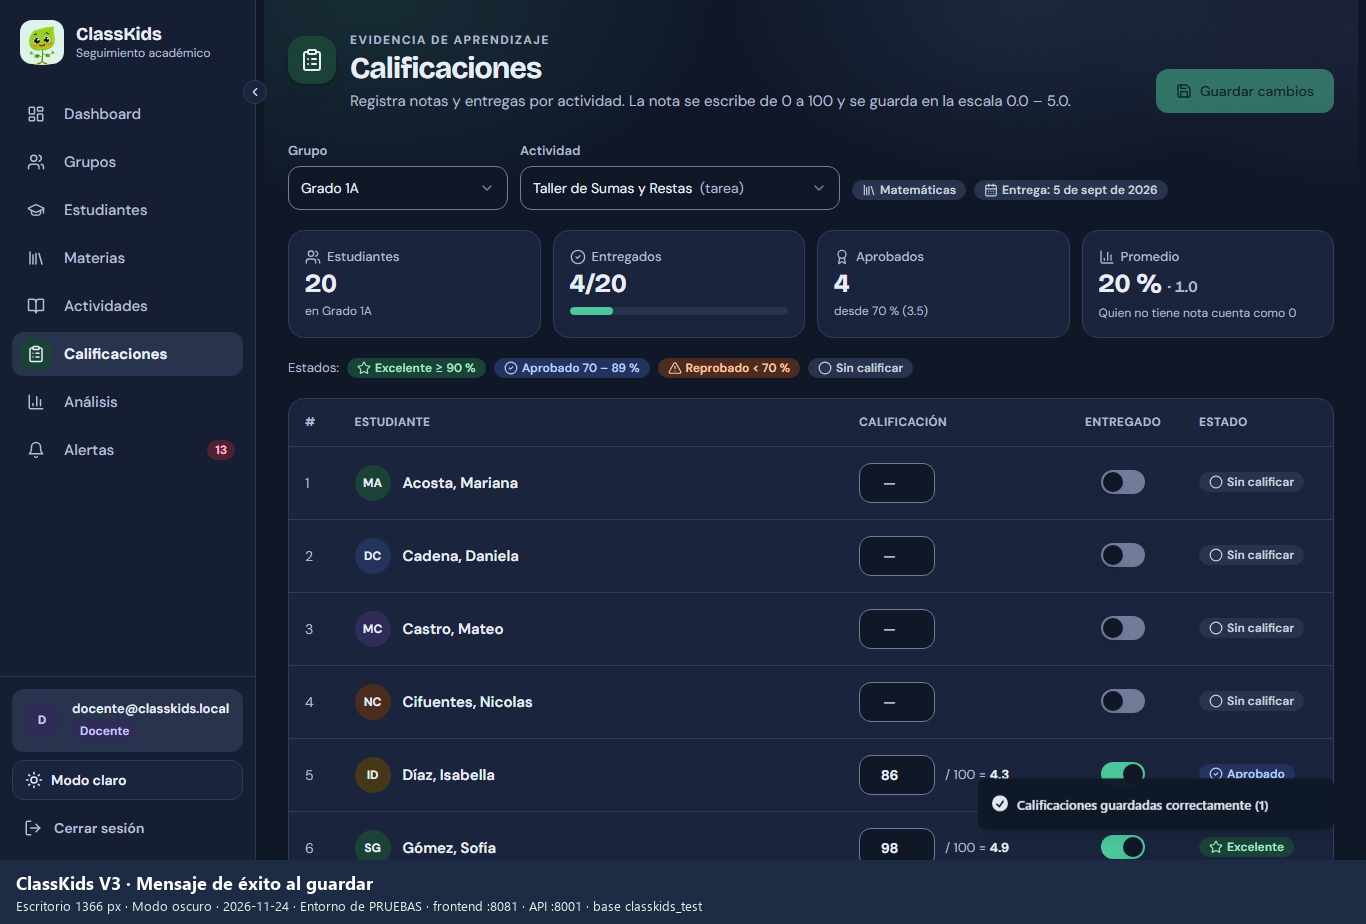 ClassKids
Seguimiento académico
Dashboard
Grupos
Estudiantes
Materias
Actividades
Calificaciones
Análisis
Alertas 13
D docente@classkids.local
Docente
Modo claro
Cerrar sesión
EVIDENCIA DE APRENDIZAJE
Calificaciones
Registra notas y entregas por actividad. La nota se escribe de 0 a 100 y se guarda en la escala 0.0 – 5.0.
Guardar cambios
Grupo
Grado 1A
Actividad
Taller de Sumas y Restas (tarea)
Matemáticas
Entrega: 5 de sept de 2026
Estudiantes
20
en Grado 1A
Entregados
4/20
Aprobados
4
desde 70 % (3.5)
Promedio
20 % · 1.0
Quien no tiene nota cuenta como 0
Estados: Excelente ≥ 90 % Aprobado 70 – 89 % Reprobado < 70 % Sin calificar
# ESTUDIANTE CALIFICACIÓN ENTREGADO ESTADO
1 MA Acosta, Mariana — Sin calificar
2 DC Cadena, Daniela — Sin calificar
3 MC Castro, Mateo — Sin calificar
4 NC Cifuentes, Nicolas — Sin calificar
5 ID Díaz, Isabella 86 / 100 = 4.3 Aprobado
Calificaciones guardadas correctamente (1)
6 SG Gómez, Sofía 98 / 100 = 4.9 Excelente
ClassKids V3 · Mensaje de éxito al guardar
Escritorio 1366 px · Modo oscuro · 2026-11-24 · Entorno de PRUEBAS · frontend :8081 · API :8001 · base classkids_test